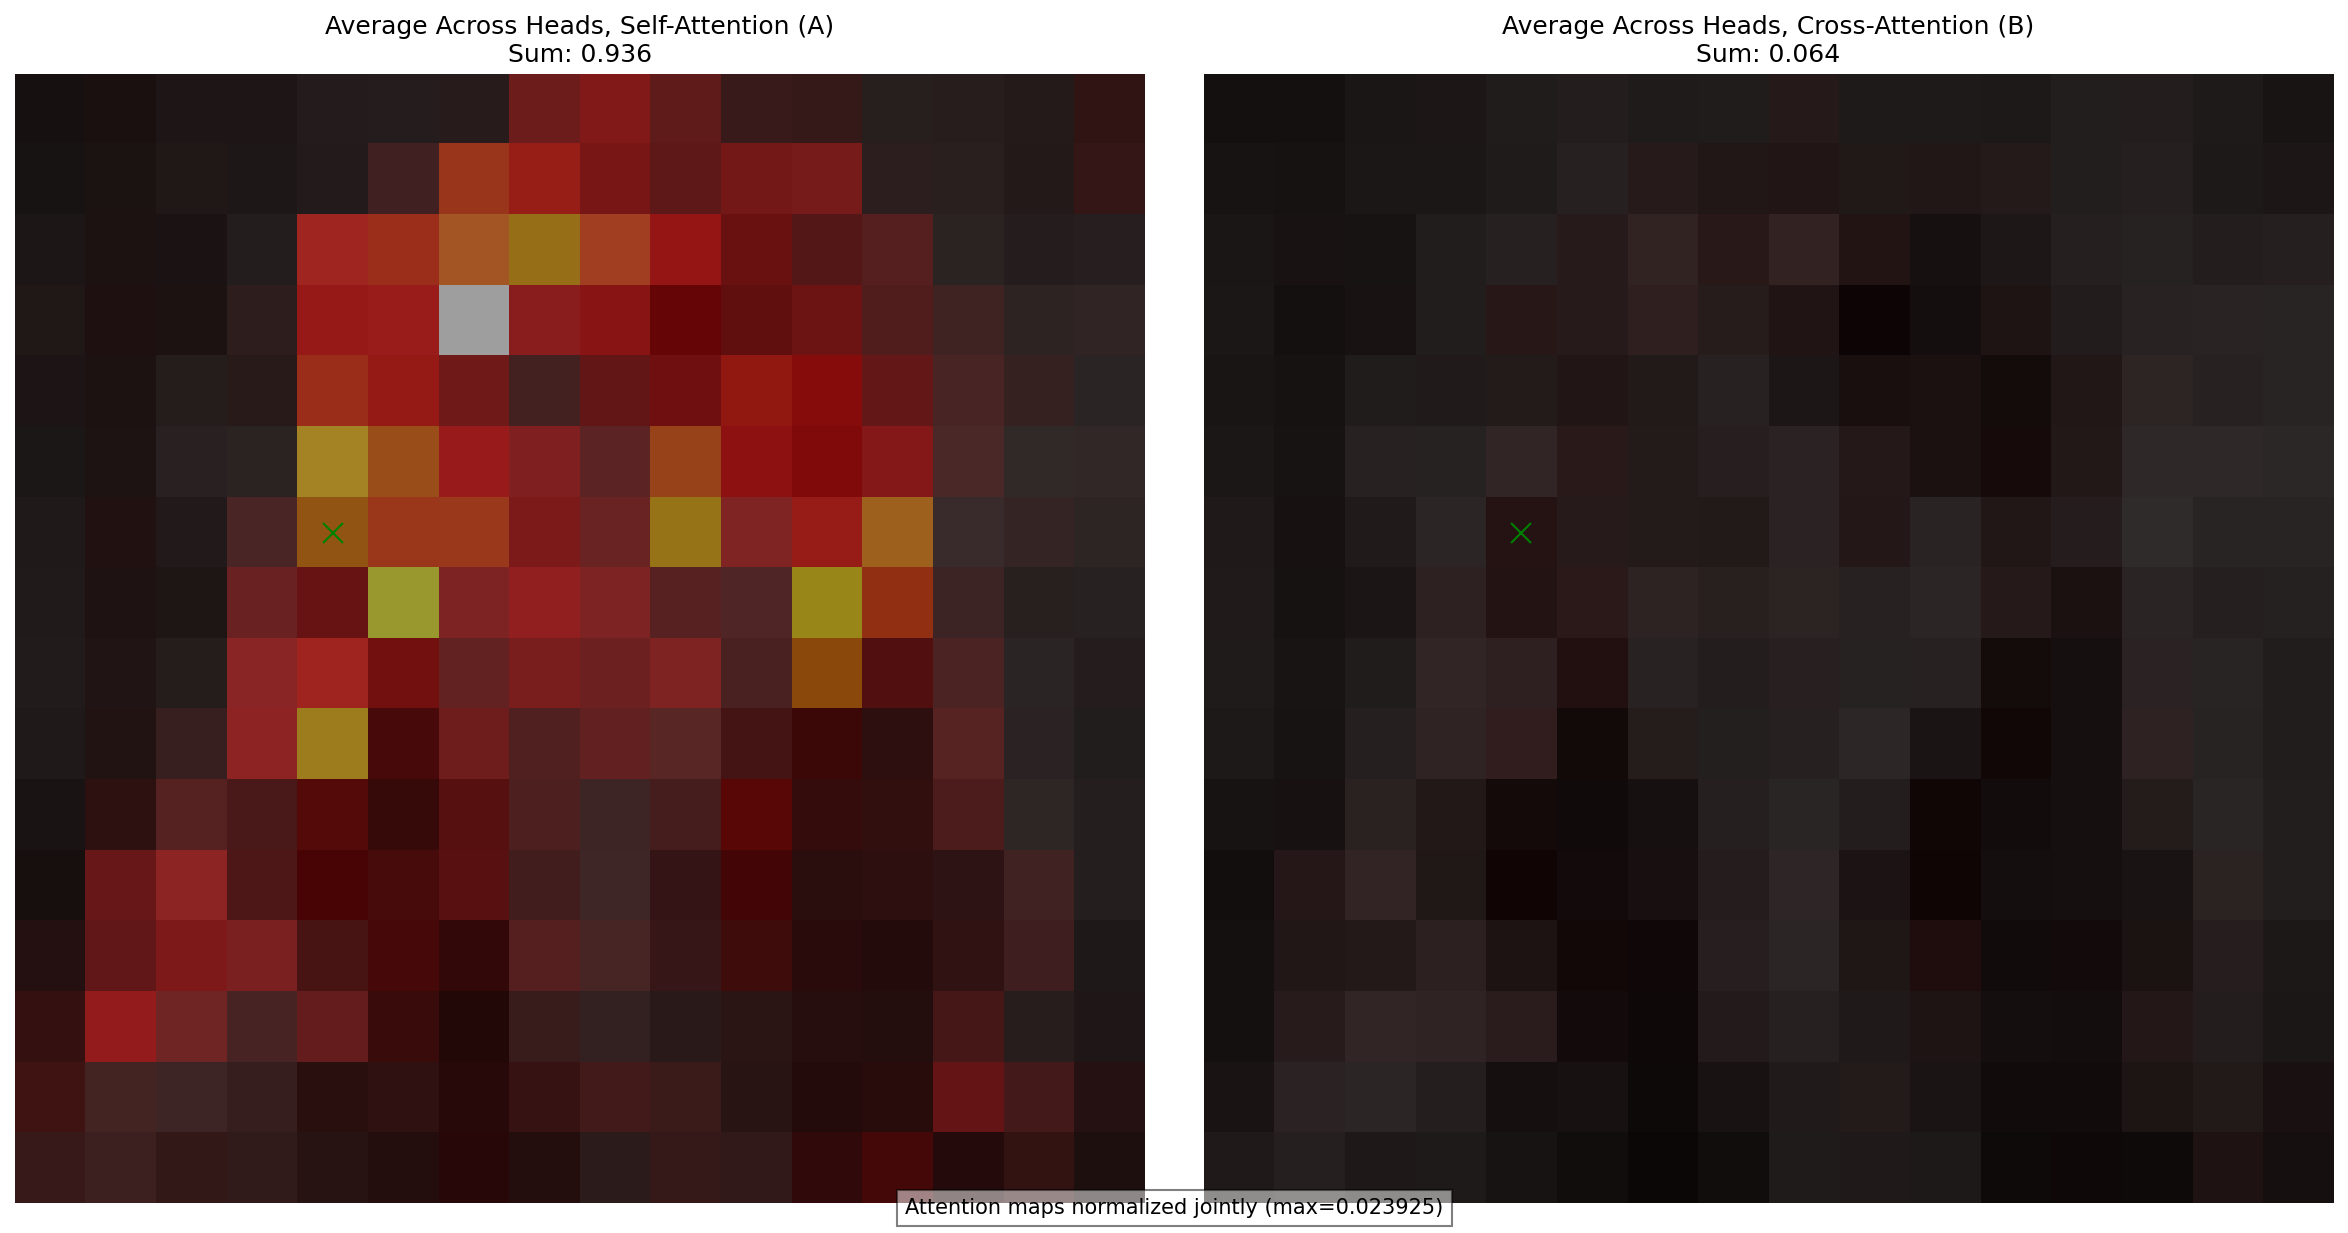 Average Across Heads, Self-Attention (A)
Sum: 0.936
Average Across Heads, Cross-Attention (B)
Sum: 0.064
Attention maps normalized jointly (max=0.023925)